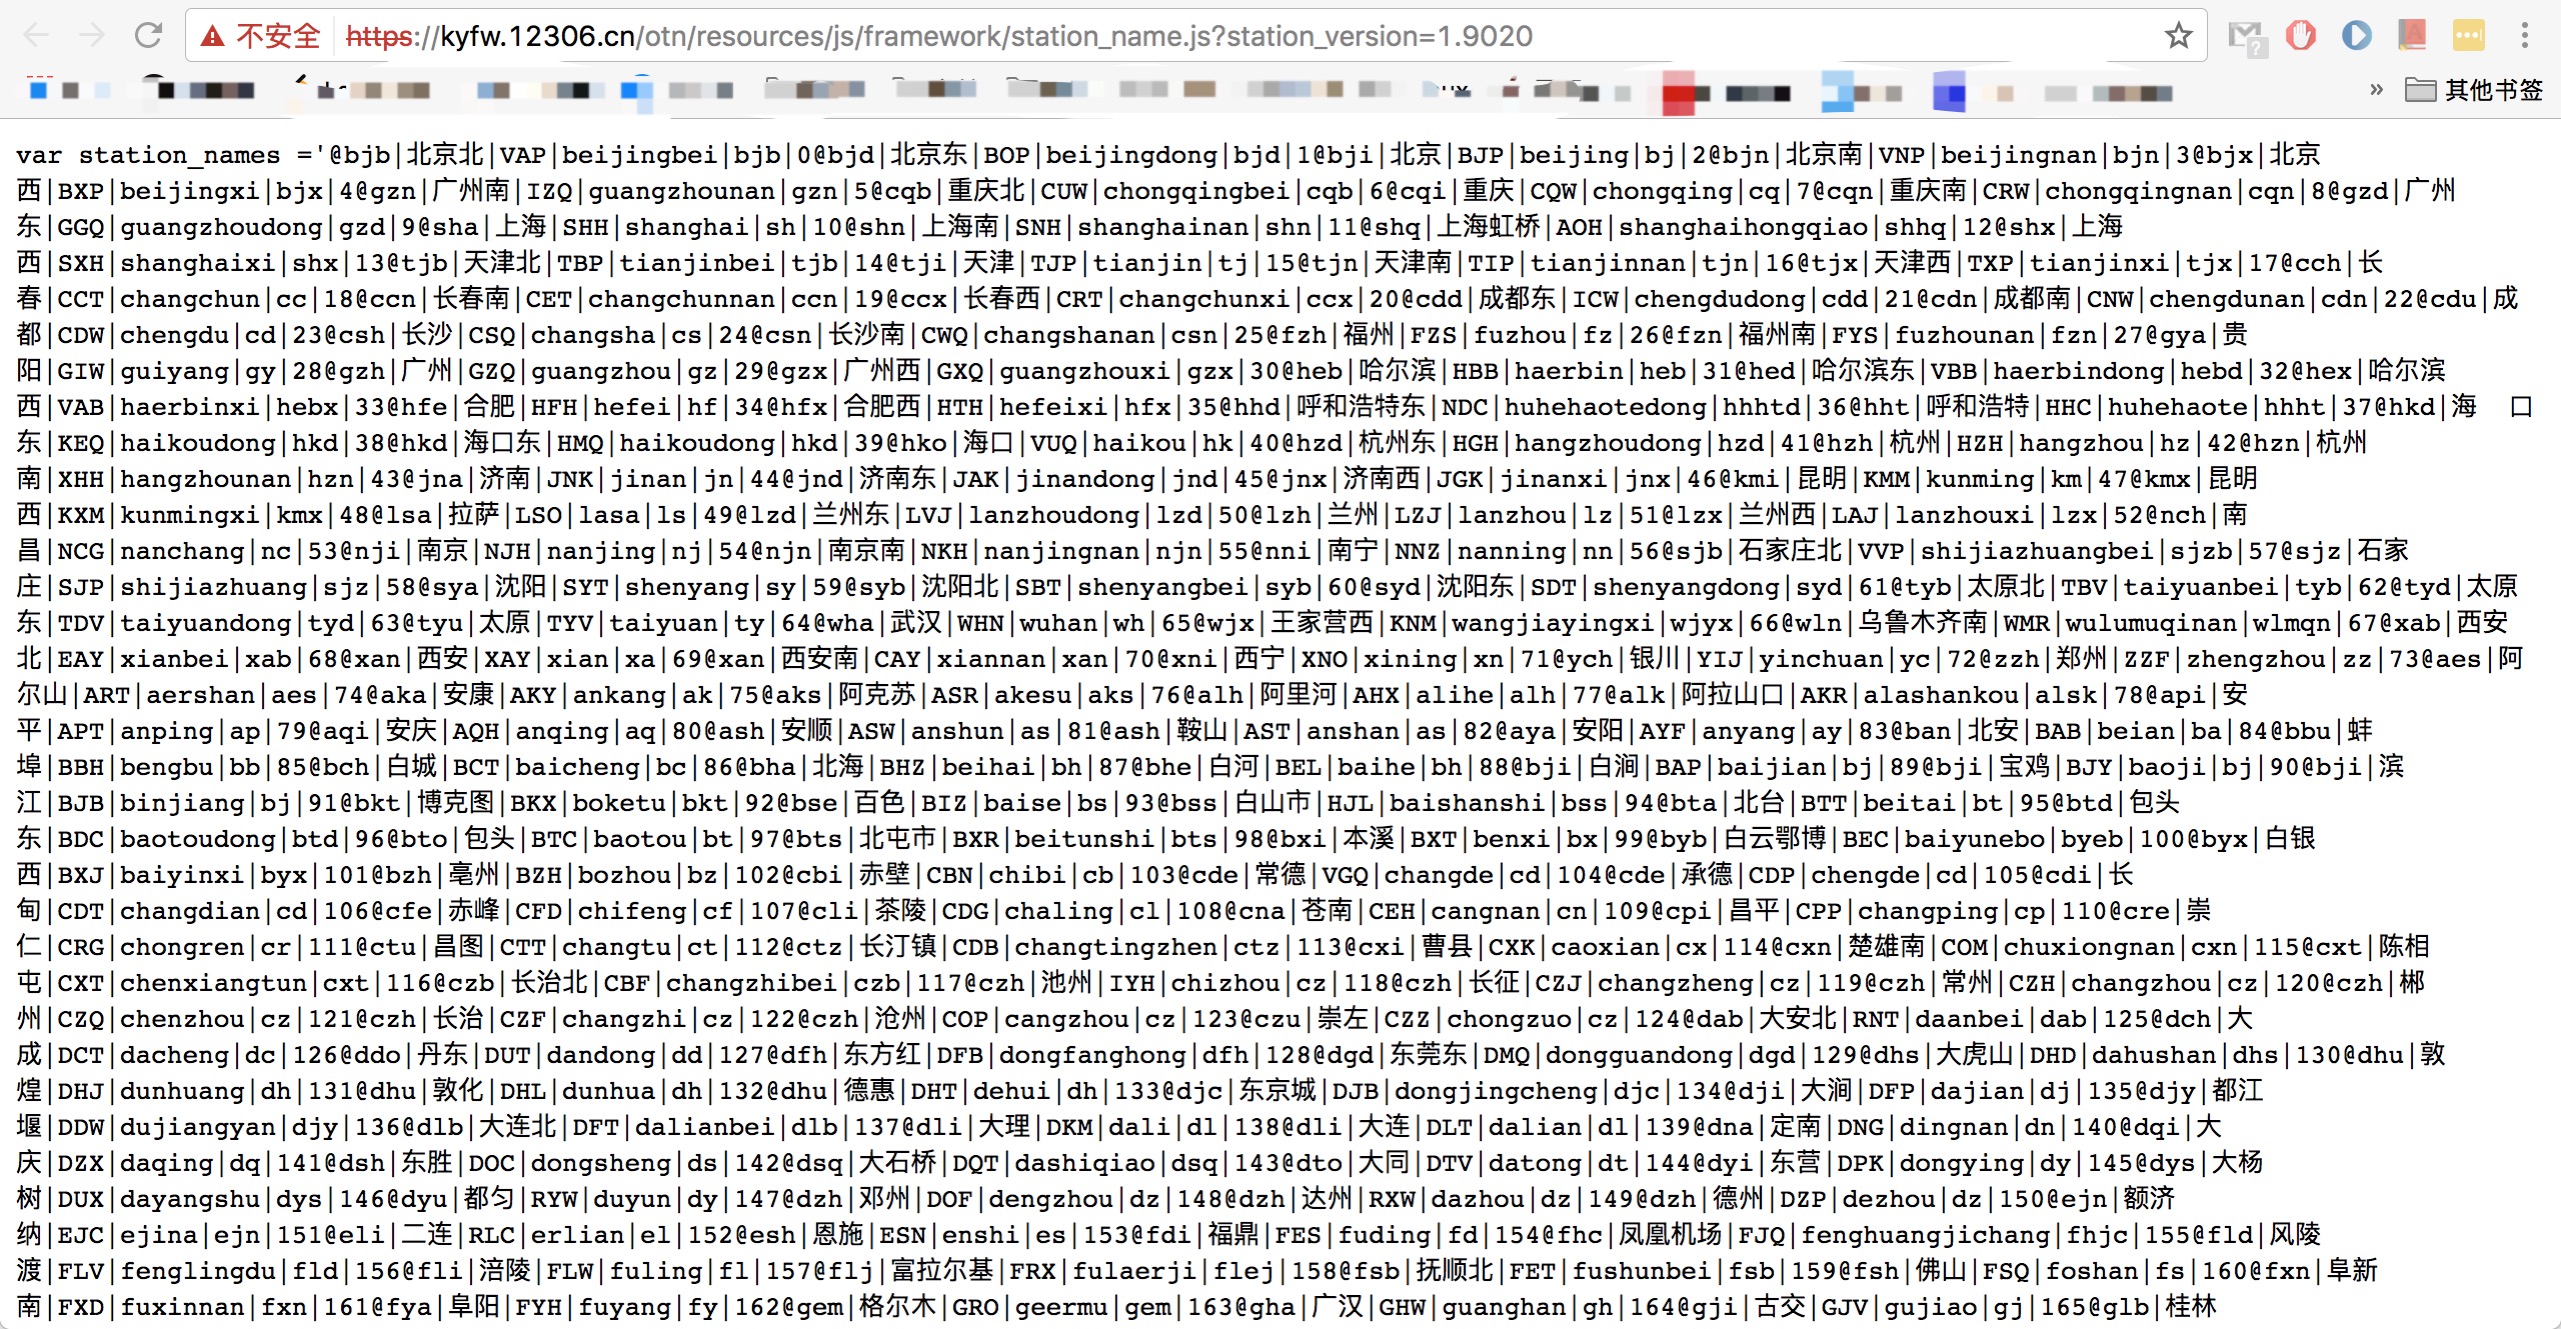 不安全 https://kyfw.12306.cn/otn/resources/js/framework/station_name.js?station_version=1.9020
» 其他书签
var station_names ='@bjb|北京北|VAP|beijingbei|bjb|0@bjd|北京东|BOP|beijingdong|bjd|1@bji|北京|BJP|beijing|bj|2@bjn|北京南|VNP|beijingnan|bjn|3@bjx|北京
西|BXP|beijingxi|bjx|4@gzn|广州南|IZQ|guangzhounan|gzn|5@cqb|重庆北|CUW|chongqingbei|cqb|6@cqi|重庆|CQW|chongqing|cq|7@cqn|重庆南|CRW|chongqingnan|cqn|8@gzd|广州
东|GGQ|guangzhoudong|gzd|9@sha|上海|SHH|shanghai|sh|10@shn|上海南|SNH|shanghainan|shn|11@shq|上海虹桥|AOH|shanghaihongqiao|shhq|12@shx|上海
西|SXH|shanghaixi|shx|13@tjb|天津北|TBP|tianjinbei|tjb|14@tji|天津|TJP|tianjin|tj|15@tjn|天津南|TIP|tianjinnan|tjn|16@tjx|天津西|TXP|tianjinxi|tjx|17@cch|长
春|CCT|changchun|cc|18@ccn|长春南|CET|changchunnan|ccn|19@ccx|长春西|CRT|changchunxi|ccx|20@cdd|成都东|ICW|chengdudong|cdd|21@cdn|成都南|CNW|chengdunan|cdn|22@cdu|成
都|CDW|chengdu|cd|23@csh|长沙|CSQ|changsha|cs|24@csn|长沙南|CWQ|changshanan|csn|25@fzh|福州|FZS|fuzhou|fz|26@fzn|福州南|FYS|fuzhounan|fzn|27@gya|贵
阳|GIW|guiyang|gy|28@gzh|广州|GZQ|guangzhou|gz|29@gzx|广州西|GXQ|guangzhouxi|gzx|30@heb|哈尔滨|HBB|haerbin|heb|31@hed|哈尔滨东|VBB|haerbindong|hebd|32@hex|哈尔滨
西|VAB|haerbinxi|hebx|33@hfe|合肥|HFH|hefei|hf|34@hfx|合肥西|HTH|hefeixi|hfx|35@hhd|呼和浩特东|NDC|huhehaotedong|hhhtd|36@hht|呼和浩特|HHC|huhehaote|hhht|37@hkd|海　口
东|KEQ|haikoudong|hkd|38@hkd|海口东|HMQ|haikoudong|hkd|39@hko|海口|VUQ|haikou|hk|40@hzd|杭州东|HGH|hangzhoudong|hzd|41@hzh|杭州|HZH|hangzhou|hz|42@hzn|杭州
南|XHH|hangzhounan|hzn|43@jna|济南|JNK|jinan|jn|44@jnd|济南东|JAK|jinandong|jnd|45@jnx|济南西|JGK|jinanxi|jnx|46@kmi|昆明|KMM|kunming|km|47@kmx|昆明
西|KXM|kunmingxi|kmx|48@lsa|拉萨|LSO|lasa|ls|49@lzd|兰州东|LVJ|lanzhoudong|lzd|50@lzh|兰州|LZJ|lanzhou|lz|51@lzx|兰州西|LAJ|lanzhouxi|lzx|52@nch|南
昌|NCG|nanchang|nc|53@nji|南京|NJH|nanjing|nj|54@njn|南京南|NKH|nanjingnan|njn|55@nni|南宁|NNZ|nanning|nn|56@sjb|石家庄北|VVP|shijiazhuangbei|sjzb|57@sjz|石家
庄|SJP|shijiazhuang|sjz|58@sya|沈阳|SYT|shenyang|sy|59@syb|沈阳北|SBT|shenyangbei|syb|60@syd|沈阳东|SDT|shenyangdong|syd|61@tyb|太原北|TBV|taiyuanbei|tyb|62@tyd|太原
东|TDV|taiyuandong|tyd|63@tyu|太原|TYV|taiyuan|ty|64@wha|武汉|WHN|wuhan|wh|65@wjx|王家营西|KNM|wangjiayingxi|wjyx|66@wln|乌鲁木齐南|WMR|wulumuqinan|wlmqn|67@xab|西安
北|EAY|xianbei|xab|68@xan|西安|XAY|xian|xa|69@xan|西安南|CAY|xiannan|xan|70@xni|西宁|XNO|xining|xn|71@ych|银川|YIJ|yinchuan|yc|72@zzh|郑州|ZZF|zhengzhou|zz|73@aes|阿
尔山|ART|aershan|aes|74@aka|安康|AKY|ankang|ak|75@aks|阿克苏|ASR|akesu|aks|76@alh|阿里河|AHX|alihe|alh|77@alk|阿拉山口|AKR|alashankou|alsk|78@api|安
平|APT|anping|ap|79@aqi|安庆|AQH|anqing|aq|80@ash|安顺|ASW|anshun|as|81@ash|鞍山|AST|anshan|as|82@aya|安阳|AYF|anyang|ay|83@ban|北安|BAB|beian|ba|84@bbu|蚌
埠|BBH|bengbu|bb|85@bch|白城|BCT|baicheng|bc|86@bha|北海|BHZ|beihai|bh|87@bhe|白河|BEL|baihe|bh|88@bji|白涧|BAP|baijian|bj|89@bji|宝鸡|BJY|baoji|bj|90@bji|滨
江|BJB|binjiang|bj|91@bkt|博克图|BKX|boketu|bkt|92@bse|百色|BIZ|baise|bs|93@bss|白山市|HJL|baishanshi|bss|94@bta|北台|BTT|beitai|bt|95@btd|包头
东|BDC|baotoudong|btd|96@bto|包头|BTC|baotou|bt|97@bts|北屯市|BXR|beitunshi|bts|98@bxi|本溪|BXT|benxi|bx|99@byb|白云鄂博|BEC|baiyunebo|byeb|100@byx|白银
西|BXJ|baiyinxi|byx|101@bzh|亳州|BZH|bozhou|bz|102@cbi|赤壁|CBN|chibi|cb|103@cde|常德|VGQ|changde|cd|104@cde|承德|CDP|chengde|cd|105@cdi|长
甸|CDT|changdian|cd|106@cfe|赤峰|CFD|chifeng|cf|107@cli|茶陵|CDG|chaling|cl|108@cna|苍南|CEH|cangnan|cn|109@cpi|昌平|CPP|changping|cp|110@cre|崇
仁|CRG|chongren|cr|111@ctu|昌图|CTT|changtu|ct|112@ctz|长汀镇|CDB|changtingzhen|ctz|113@cxi|曹县|CXK|caoxian|cx|114@cxn|楚雄南|COM|chuxiongnan|cxn|115@cxt|陈相
屯|CXT|chenxiangtun|cxt|116@czb|长治北|CBF|changzhibei|czb|117@czh|池州|IYH|chizhou|cz|118@czh|长征|CZJ|changzheng|cz|119@czh|常州|CZH|changzhou|cz|120@czh|郴
州|CZQ|chenzhou|cz|121@czh|长治|CZF|changzhi|cz|122@czh|沧州|COP|cangzhou|cz|123@czu|崇左|CZZ|chongzuo|cz|124@dab|大安北|RNT|daanbei|dab|125@dch|大
成|DCT|dacheng|dc|126@ddo|丹东|DUT|dandong|dd|127@dfh|东方红|DFB|dongfanghong|dfh|128@dgd|东莞东|DMQ|dongguandong|dgd|129@dhs|大虎山|DHD|dahushan|dhs|130@dhu|敦
煌|DHJ|dunhuang|dh|131@dhu|敦化|DHL|dunhua|dh|132@dhu|德惠|DHT|dehui|dh|133@djc|东京城|DJB|dongjingcheng|djc|134@dji|大涧|DFP|dajian|dj|135@djy|都江
堰|DDW|dujiangyan|djy|136@dlb|大连北|DFT|dalianbei|dlb|137@dli|大理|DKM|dali|dl|138@dli|大连|DLT|dalian|dl|139@dna|定南|DNG|dingnan|dn|140@dqi|大
庆|DZX|daqing|dq|141@dsh|东胜|DOC|dongsheng|ds|142@dsq|大石桥|DQT|dashiqiao|dsq|143@dto|大同|DTV|datong|dt|144@dyi|东营|DPK|dongying|dy|145@dys|大杨
树|DUX|dayangshu|dys|146@dyu|都匀|RYW|duyun|dy|147@dzh|邓州|DOF|dengzhou|dz|148@dzh|达州|RXW|dazhou|dz|149@dzh|德州|DZP|dezhou|dz|150@ejn|额济
纳|EJC|ejina|ejn|151@eli|二连|RLC|erlian|el|152@esh|恩施|ESN|enshi|es|153@fdi|福鼎|FES|fuding|fd|154@fhc|凤凰机场|FJQ|fenghuangjichang|fhjc|155@fld|风陵
渡|FLV|fenglingdu|fld|156@fli|涪陵|FLW|fuling|fl|157@flj|富拉尔基|FRX|fulaerji|flej|158@fsb|抚顺北|FET|fushunbei|fsb|159@fsh|佛山|FSQ|foshan|fs|160@fxn|阜新
南|FXD|fuxinnan|fxn|161@fya|阜阳|FYH|fuyang|fy|162@gem|格尔木|GRO|geermu|gem|163@gha|广汉|GHW|guanghan|gh|164@gji|古交|GJV|gujiao|gj|165@glb|桂林